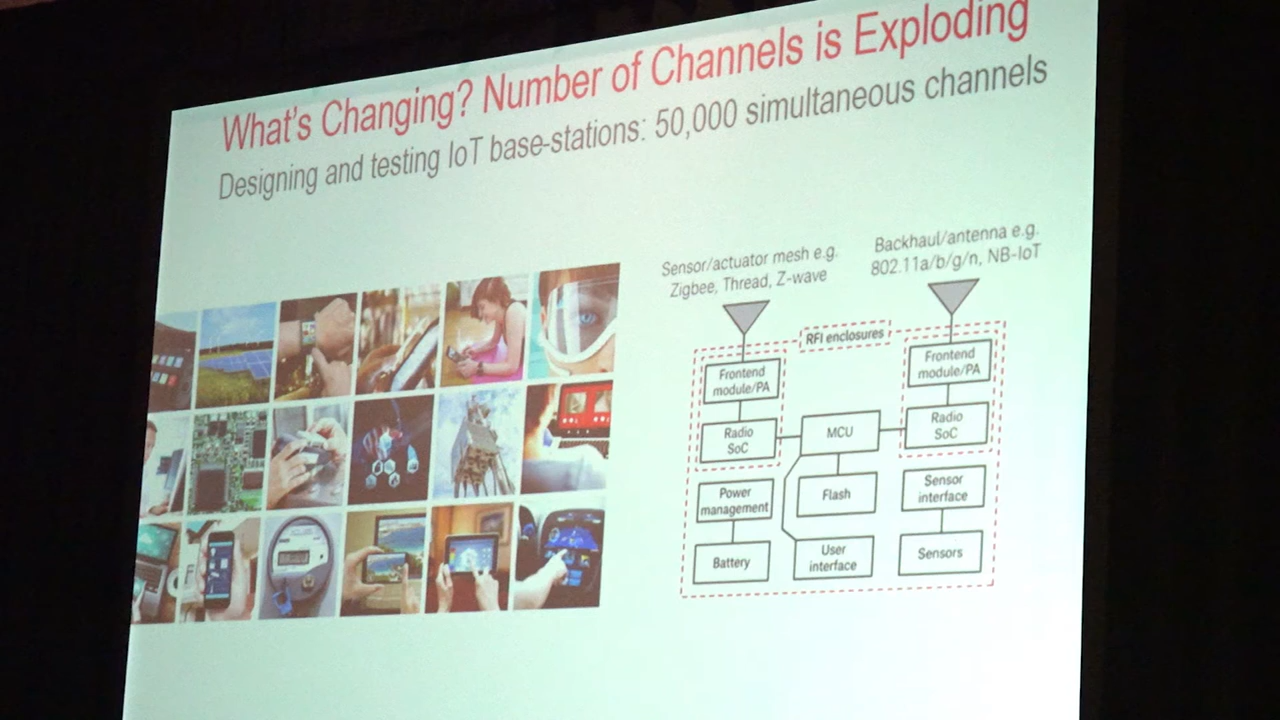 What's Changing? Number of Channels is Exploding
Designing and testing IoT base-stations: 50,000 simultaneous channels
Sensor/actuator mesh e.g.
Zigbee, Thread, Z-wave
Backhaul/antenna e.g.
802.11a/b/g/n, NB-IoT
RFI enclosures
Frontend
module/PA
Frontend
module/PA
Radio
SoC
MCU
Radio
SoC
Power
management
Flash
Sensor
interface
Battery
User
interface
Sensors